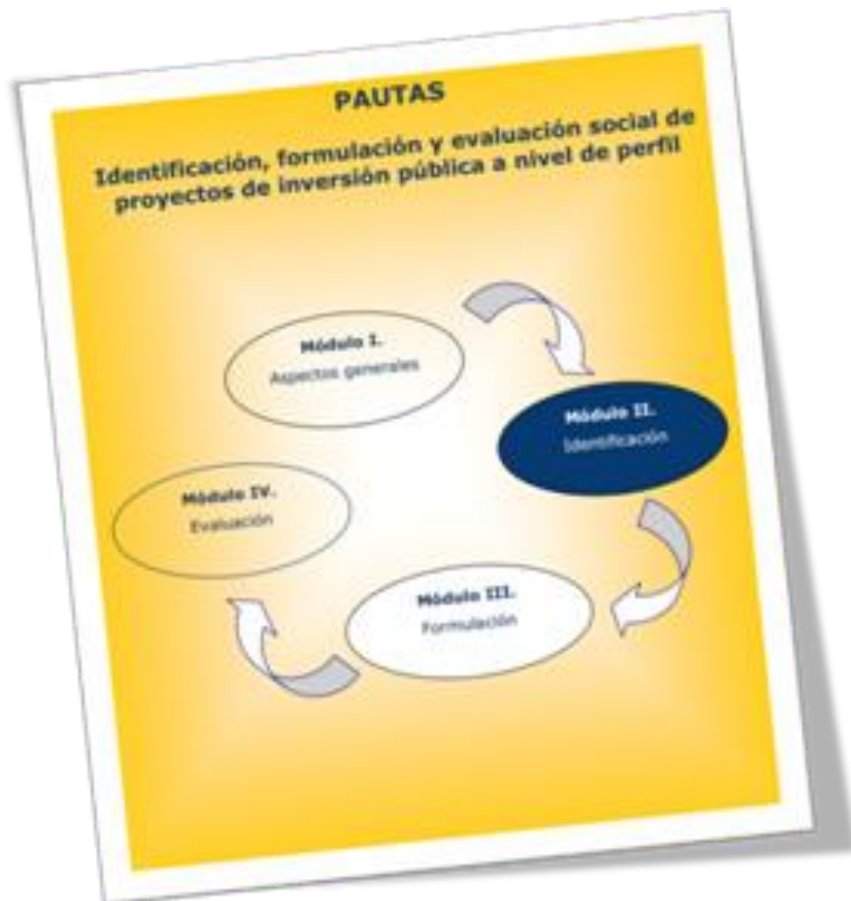 PAUTAS
Identificación, formulación y evaluación social de
proyectos de inversión pública a nivel de perfil
Módulo I.
Aspectos generales
Módulo II.
Identificación
Módulo IV.
Evaluación
Módulo III.
Formulación